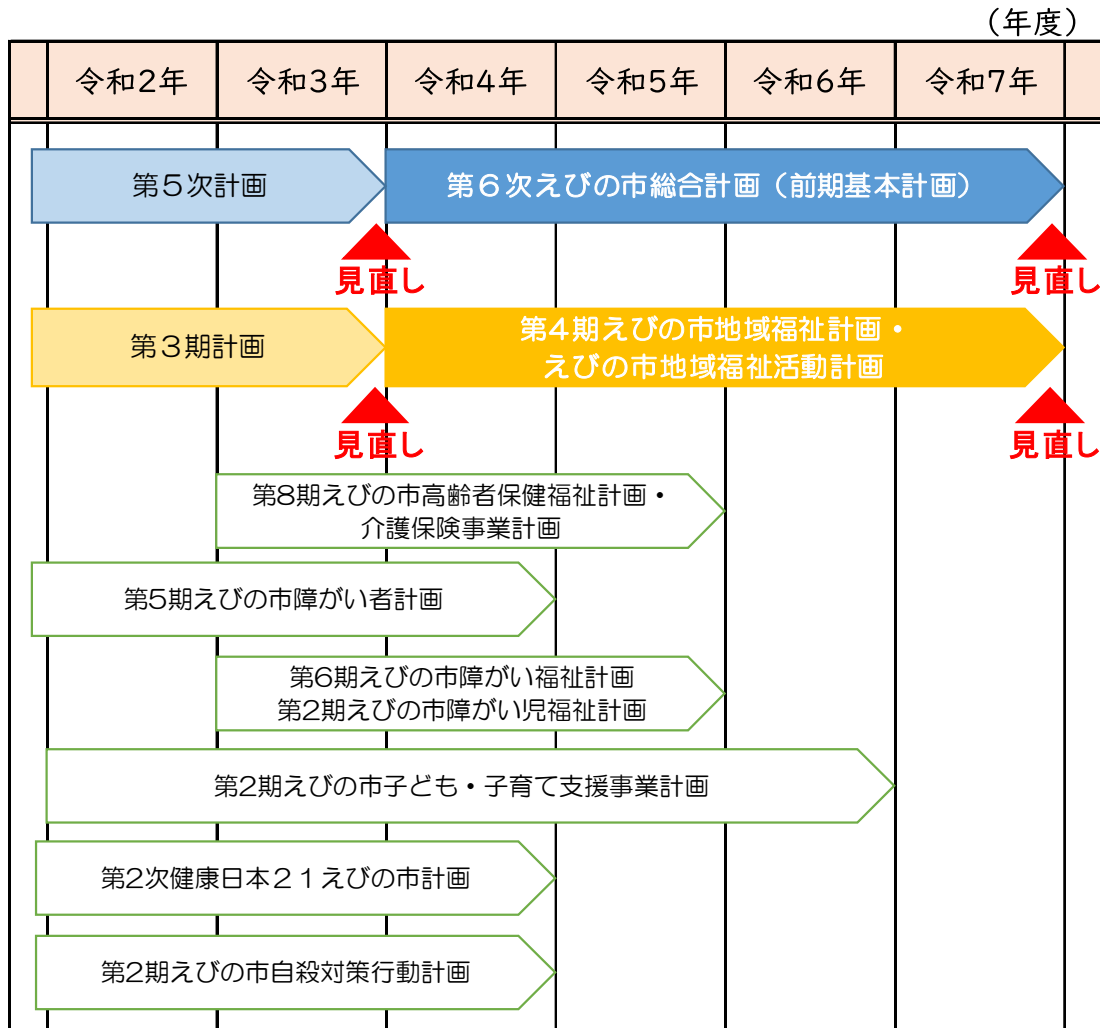 （年度）
令和2年 令和3年 令和4年 令和5年 令和6年 令和7年
第５次計画 第６次えびの市総合計画（前期基本計画）
見直し 見直し
第３期計画
第４期えびの市地域福祉計画・
えびの市地域福祉活動計画
見直し 見直し
第8期えびの市高齢者保健福祉計画・
介護保険事業計画
第5期えびの市障がい者計画
第6期えびの市障がい福祉計画
第2期えびの市障がい児福祉計画
第2期えびの市子ども・子育て支援事業計画
第2次健康日本２１えびの市計画
第2期えびの市自殺対策行動計画